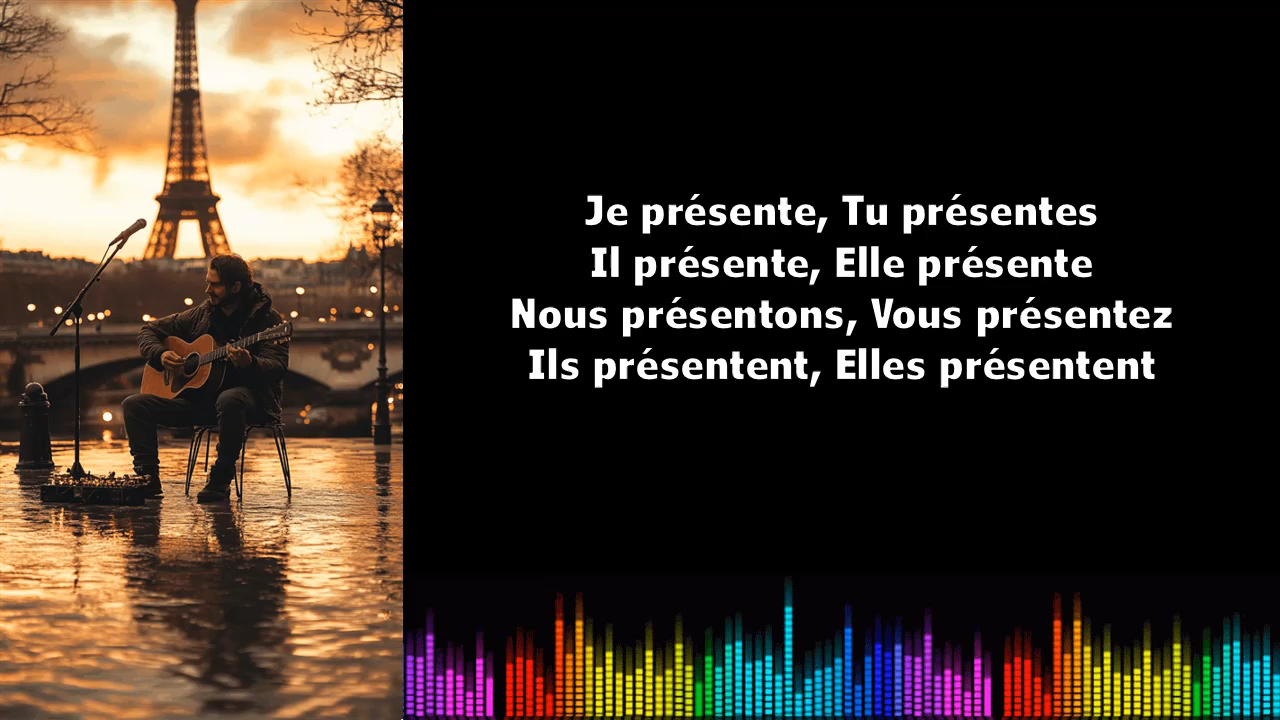 Je présente, Tu présentes
Il présente, Elle présente
Nous présentons, Vous présentez
Ils présentent, Elles présentent